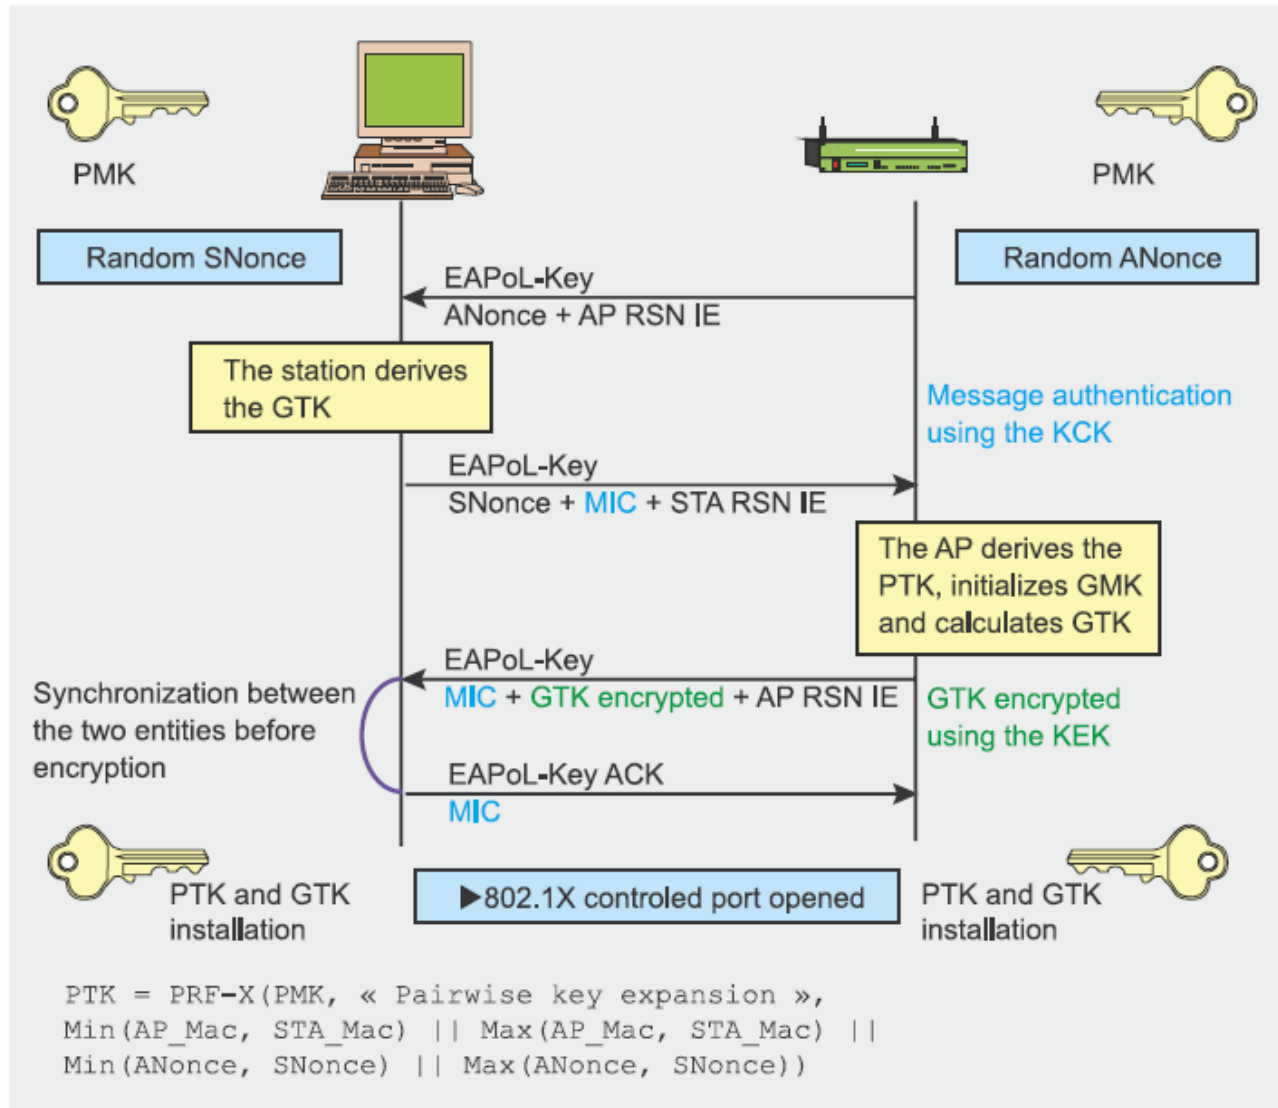 PMK
PMK
Random SNonce
Random ANonce
EAPoL-Key
ANonce + AP RSN IE
The station derives
the GTK
Message authentication
using the KCK
EAPoL-Key
SNonce + MIC + STA RSN IE
The AP derives the
PTK, initializes GMK
and calculates GTK
EAPoL-Key
MIC + GTK encrypted + AP RSN IE
Synchronization between
the two entities before
encryption
GTK encrypted
using the KEK
EAPoL-Key ACK
MIC
PTK and GTK
installation
▶802.1X controled port opened
PTK and GTK
installation
PTK = PRF-X(PMK, « Pairwise key expansion »,
Min(AP_Mac, STA_Mac) || Max(AP_Mac, STA_Mac) ||
Min(ANonce, SNonce) || Max(ANonce, SNonce))